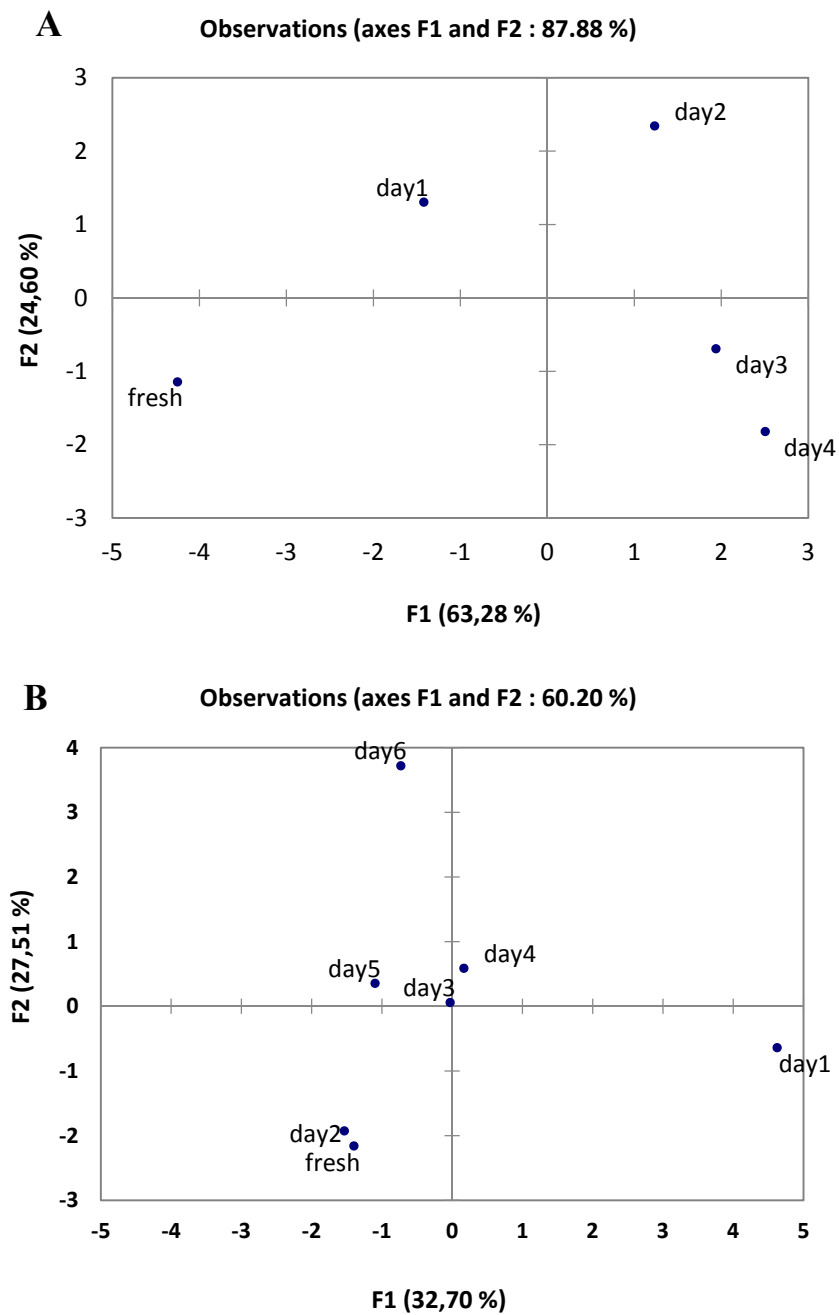 A
Observations (axes F1 and F2 : 87.88 %)
3
day2
2
day1
1
0
-1
day3
fresh
-2
day4
-3
-5 -4 -3 -2 -1 0 1 2 3
F2 (24,60 %)
F1 (63,28 %)
B
Observations (axes F1 and F2 : 60.20 %)
4
day6
3
2
1
day4
day5
day3
0
day1
-1
-2
day2
fresh
-3
-5 -4 -3 -2 -1 0 1 2 3 4 5
F2 (27,51 %)
F1 (32,70 %)